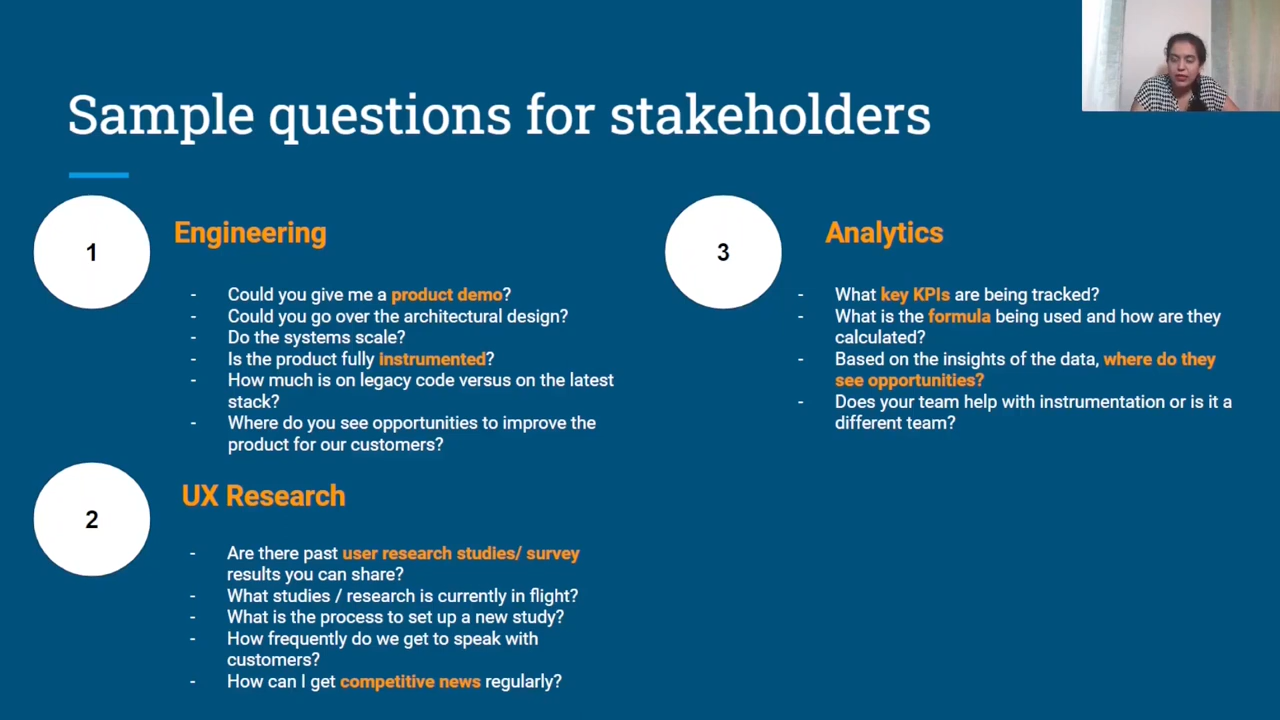 Sample questions for stakeholders
1
Engineering
- Could you give me a product demo?
- Could you go over the architectural design?
- Do the systems scale?
- Is the product fully instrumented?
- How much is on legacy code versus on the latest
stack?
- Where do you see opportunities to improve the
product for our customers?
2
UX Research
- Are there past user research studies/ survey
results you can share?
- What studies / research is currently in flight?
- What is the process to set up a new study?
- How frequently do we get to speak with
customers?
- How can I get competitive news regularly?
3
Analytics
- What key KPIs are being tracked?
- What is the formula being used and how are they
calculated?
- Based on the insights of the data, where do they
see opportunities?
- Does your team help with instrumentation or is it a
different team?